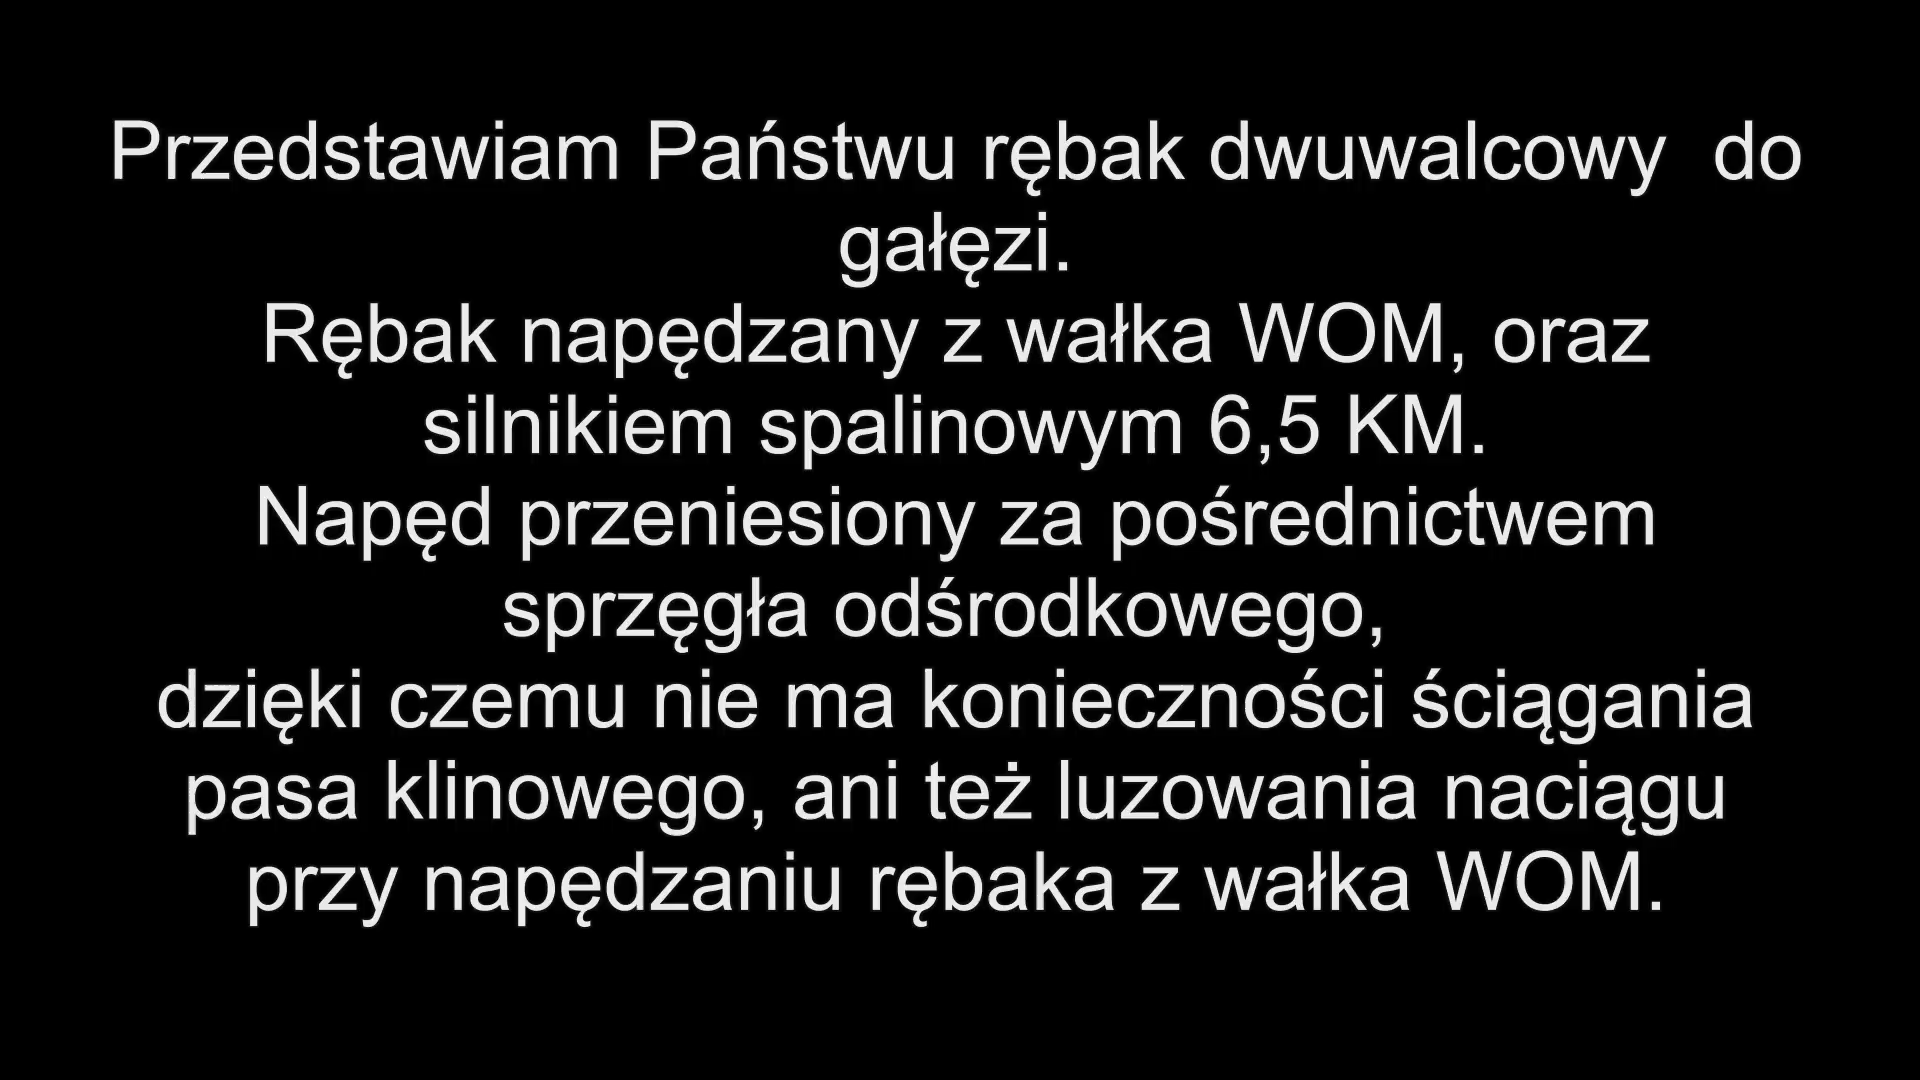 Przedstawiam Państwu rębak dwuwalcowy  do
gałęzi.
Rębak napędzany z wałka WOM, oraz
silnikiem spalinowym 6,5 KM.
Napęd przeniesiony za pośrednictwem
sprzęgła odśrodkowego,
dzięki czemu nie ma konieczności ściągania
pasa klinowego, ani też luzowania naciągu
przy napędzaniu rębaka z wałka WOM.